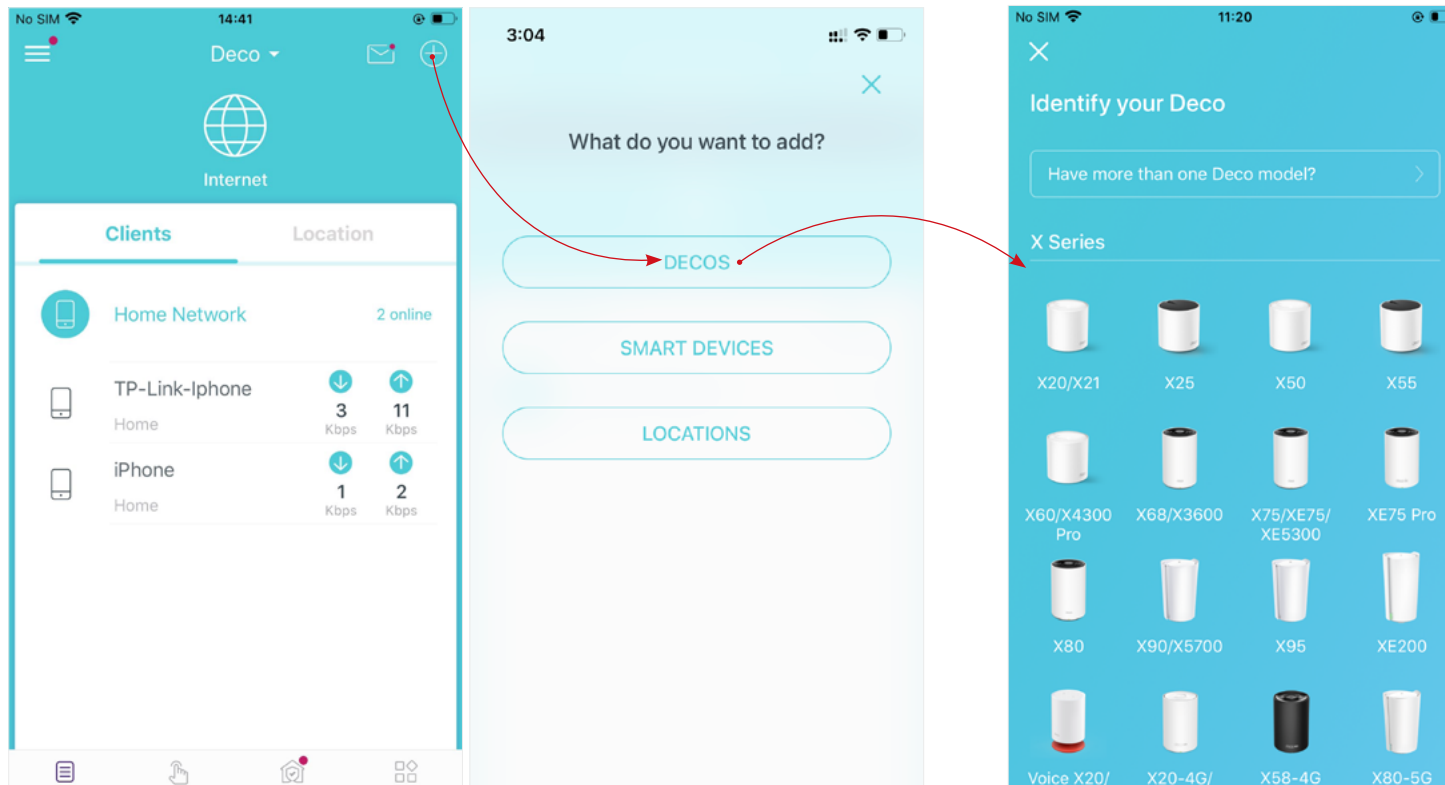 No SIM 14:41
Deco
Internet
Clients Location
Home Network 2 online
TP-Link-Iphone
Home
3 11
Kbps Kbps
iPhone
Home
1 2
Kbps Kbps
3:04
What do you want to add?
DECOS
SMART DEVICES
LOCATIONS
No SIM 11:20
Identify your Deco
Have more than one Deco model?
X Series
X20/X21 X25 X50 X55
X60/X4300 X68/X3600 X75/XE75/ XE75 Pro
Pro XE5300
X80 X90/X5700 X95 XE200
Voice X20/ X20-4G/ X58-4G X80-5G